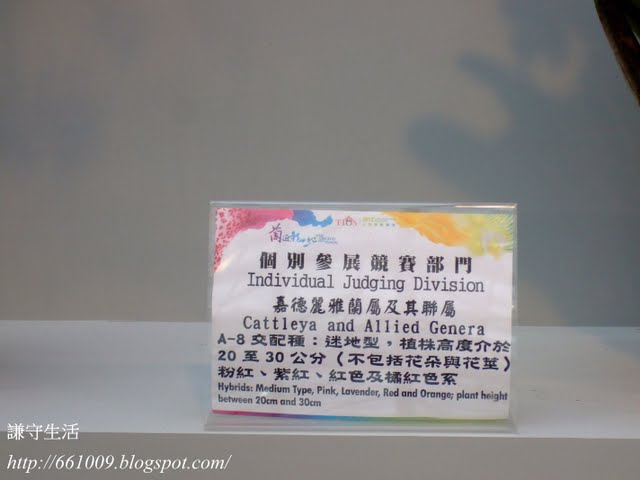 TIOS
個別參展競賽部門
Individual Judging Division
嘉德麗雅蘭屬及其聯屬
Cattleya and Allied Genera
A-8 交配種：迷地型，植株高度介於
20 至 30 公分（不包括花朵與花莖）
粉紅、紫紅、紅色及橘紅色系
Hybrids: Medium Type, Pink, Lavender, Red and Orange; plant height
between 20cm and 30cm
謙守生活
http://661009.blogspot.com/